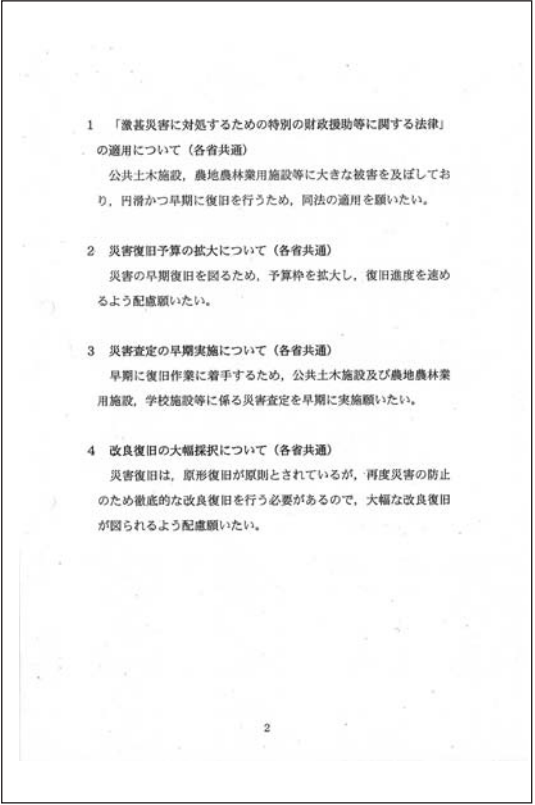 1 「激甚災害に対処するための特別の財政援助等に関する法律」
の適用について（各省共通）
公共土木施設，農地農林業用施設等に大きな被害を及ぼしてお
り，円滑かつ早期に復旧を行うため，同法の適用を願いたい。
2 災害復旧予算の拡大について（各省共通）
災害の早期復旧を図るため，予算枠を拡大し，復旧進度を速め
るよう配慮願いたい。
3 災害査定の早期実施について（各省共通）
早期に復旧作業に着手するため，公共土木施設及び農地農林業
用施設，学校施設等に係る災害査定を早期に実施願いたい。
4 改良復旧の大幅採択について（各省共通）
災害復旧は，原形復旧が原則とされているが，再度災害の防止
のため徹底的な改良復旧を行う必要があるので，大幅な改良復旧
が図られるよう配慮願いたい。
2